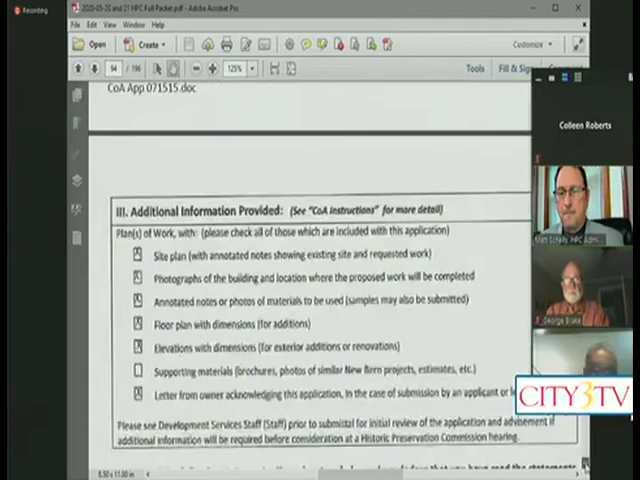 Recording
2020-05-20 and 21 HPC Full Packet.pdf - Adobe Acrobat Pro
File Edit View Window Help
Open Create Customize
94 / 196 125% Tools Fill & Sign Comment
CoA App 071515.doc
III. Additional Information Provided: (See "CoA Instructions" for more detail)
Plan(s) of Work, with: (please check all of those which are included with this application)
Site plan (with annotated notes showing existing site and requested work)
Photographs of the building and location where the proposed work will be completed
Annotated notes or photos of materials to be used (samples may also be submitted)
Floor plan with dimensions (for additions)
Elevations with dimensions (for exterior additions or renovations)
Supporting materials (brochures, photos of similar New Bern projects, estimates, etc.)
Letter from owner acknowledging this application, in the case of submission by an applicant or
Please see Development Services Staff (Staff) prior to submittal for initial review of the application and advisement if
additional information will be required before consideration at a Historic Preservation Commission hearing.
8.50 x 11.00 in
Colleen Roberts
Matt Schelly, HPC Admi...
George Brake
CITY3TV